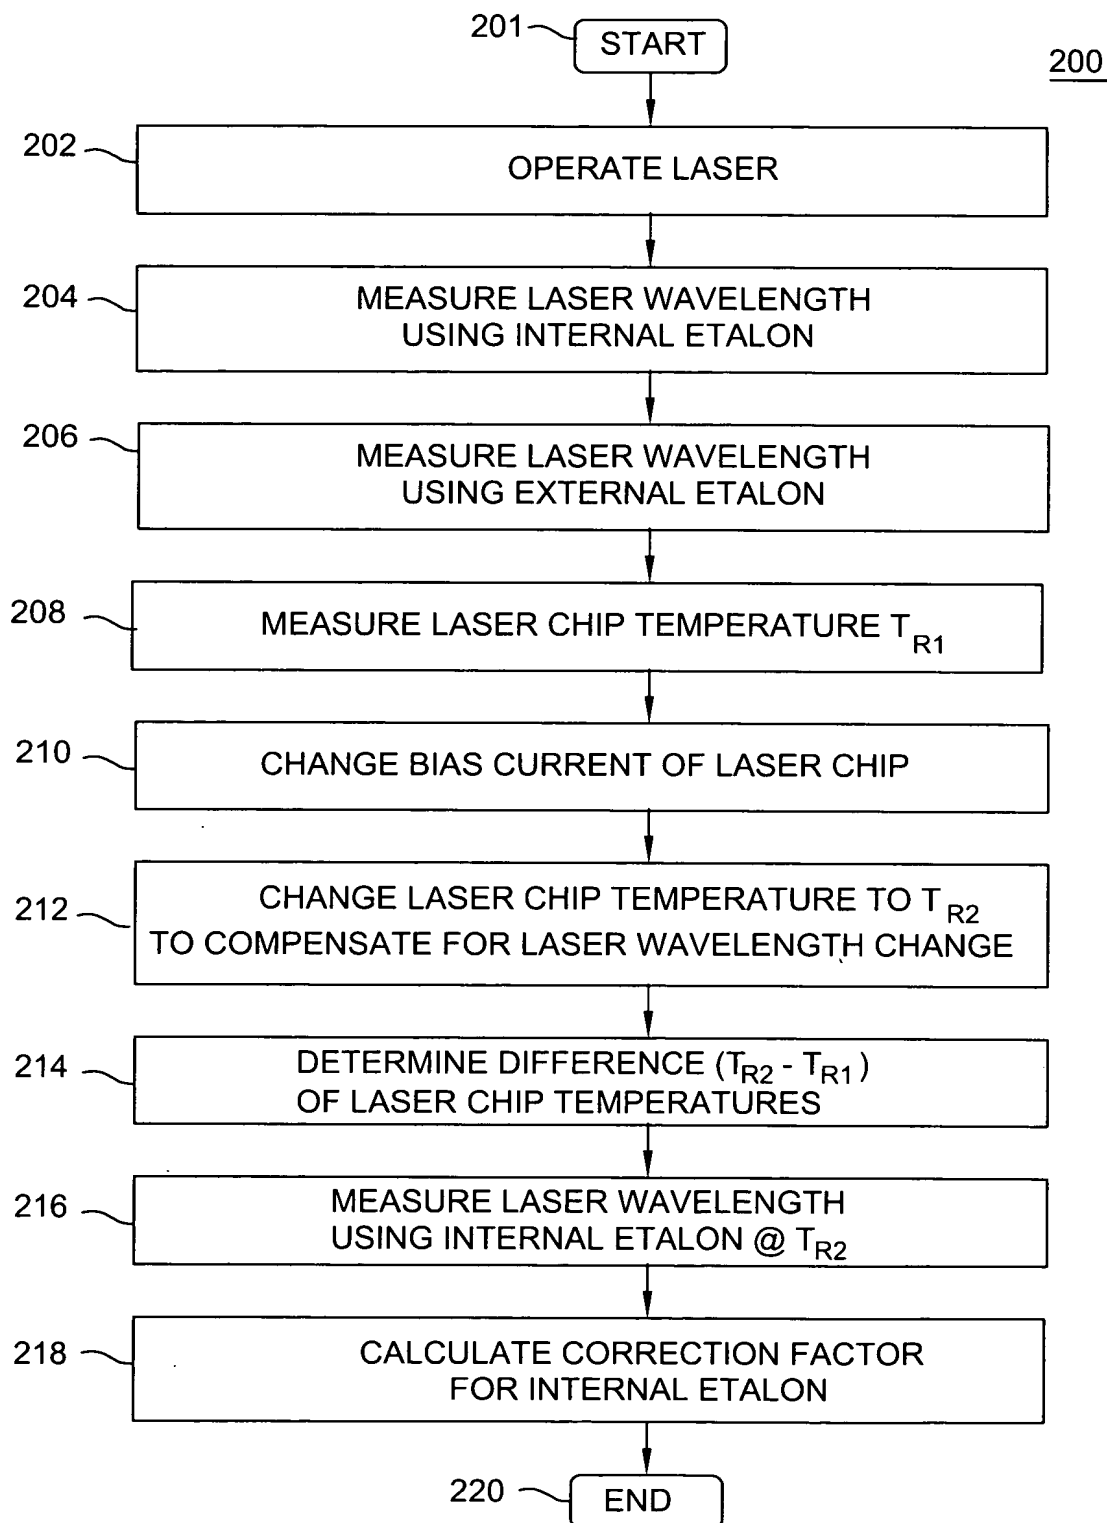 201
START
200
202
OPERATE LASER
204
MEASURE LASER WAVELENGTH
USING INTERNAL ETALON
206
MEASURE LASER WAVELENGTH
USING EXTERNAL ETALON
208
MEASURE LASER CHIP TEMPERATURE T R1
210
CHANGE BIAS CURRENT OF LASER CHIP
212
CHANGE LASER CHIP TEMPERATURE TO T R2
TO COMPENSATE FOR LASER WAVELENGTH CHANGE
214
DETERMINE DIFFERENCE (TR2 - TR1)
OF LASER CHIP TEMPERATURES
216
MEASURE LASER WAVELENGTH
USING INTERNAL ETALON @ TR2
218
CALCULATE CORRECTION FACTOR
FOR INTERNAL ETALON
220
END